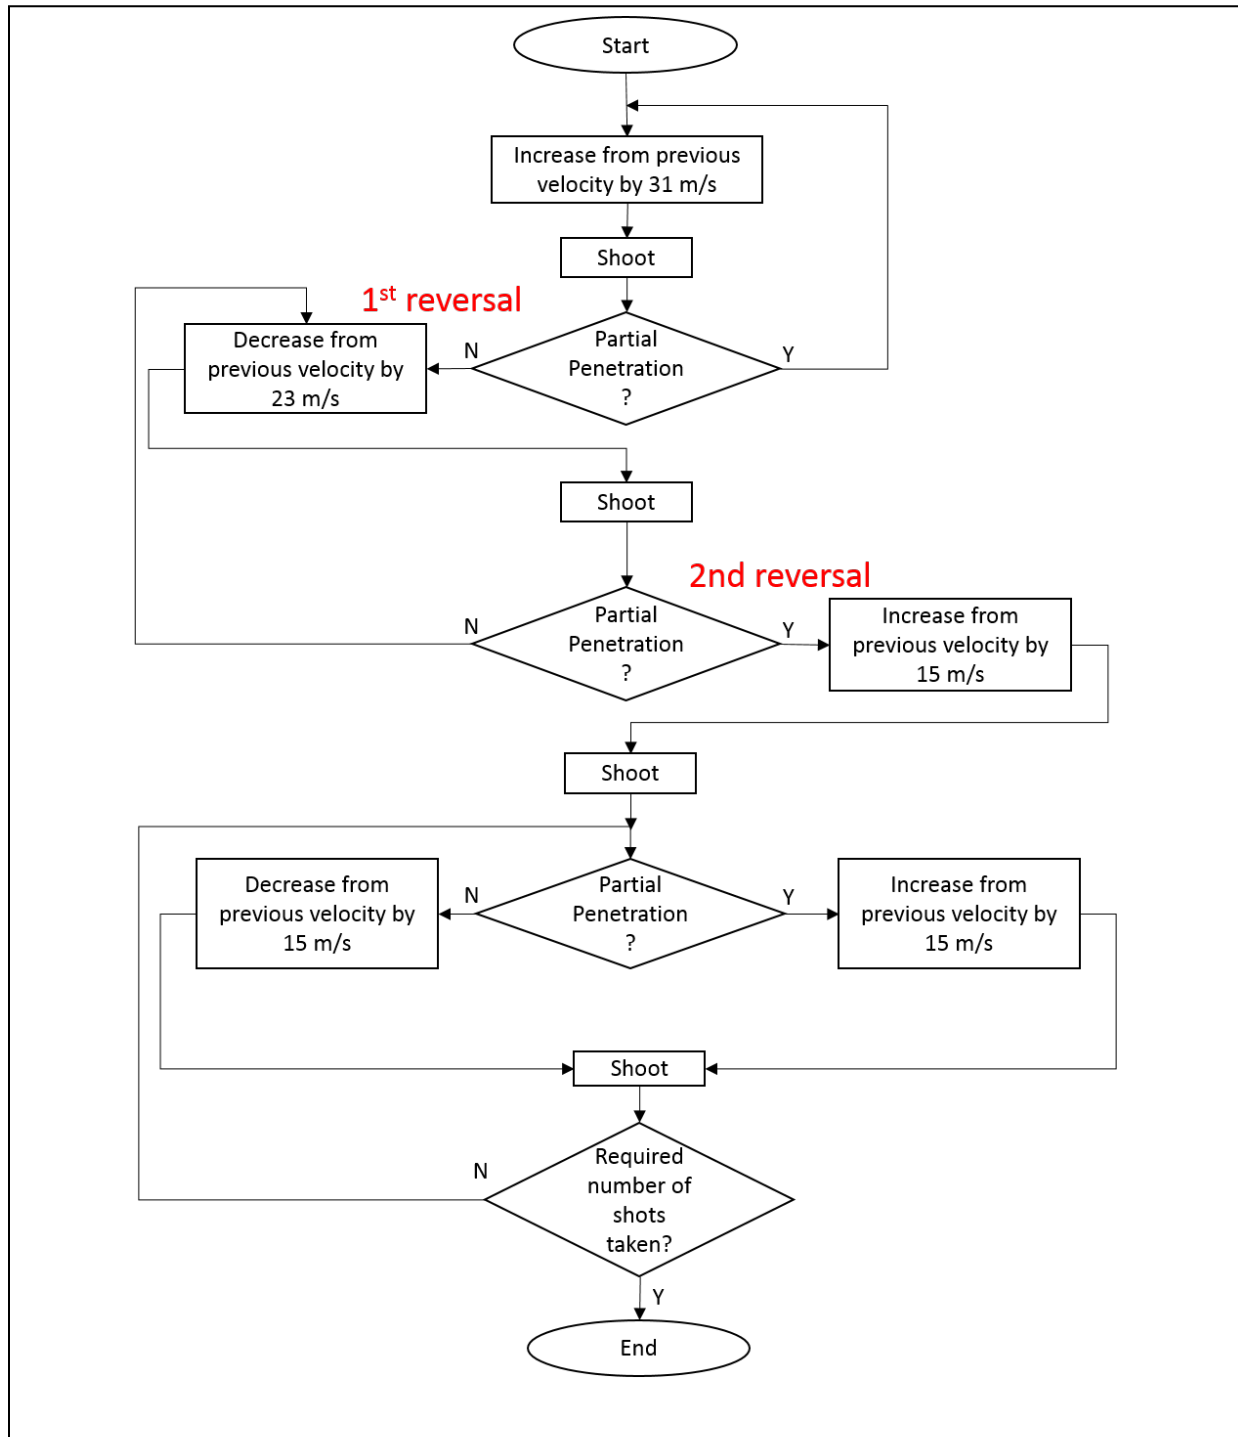 Start
Increase from previous
velocity by 31 m/s
Shoot
1st reversal
Decrease from
previous velocity by
23 m/s
N
Partial
Penetration
?
Y
Shoot
2nd reversal
N
Partial
Penetration
?
Y
Increase from
previous velocity by
15 m/s
Shoot
Decrease from
previous velocity by
15 m/s
N
Partial
Penetration
?
Y
Increase from
previous velocity by
15 m/s
Shoot
N
Required
number of
shots
taken?
Y
End